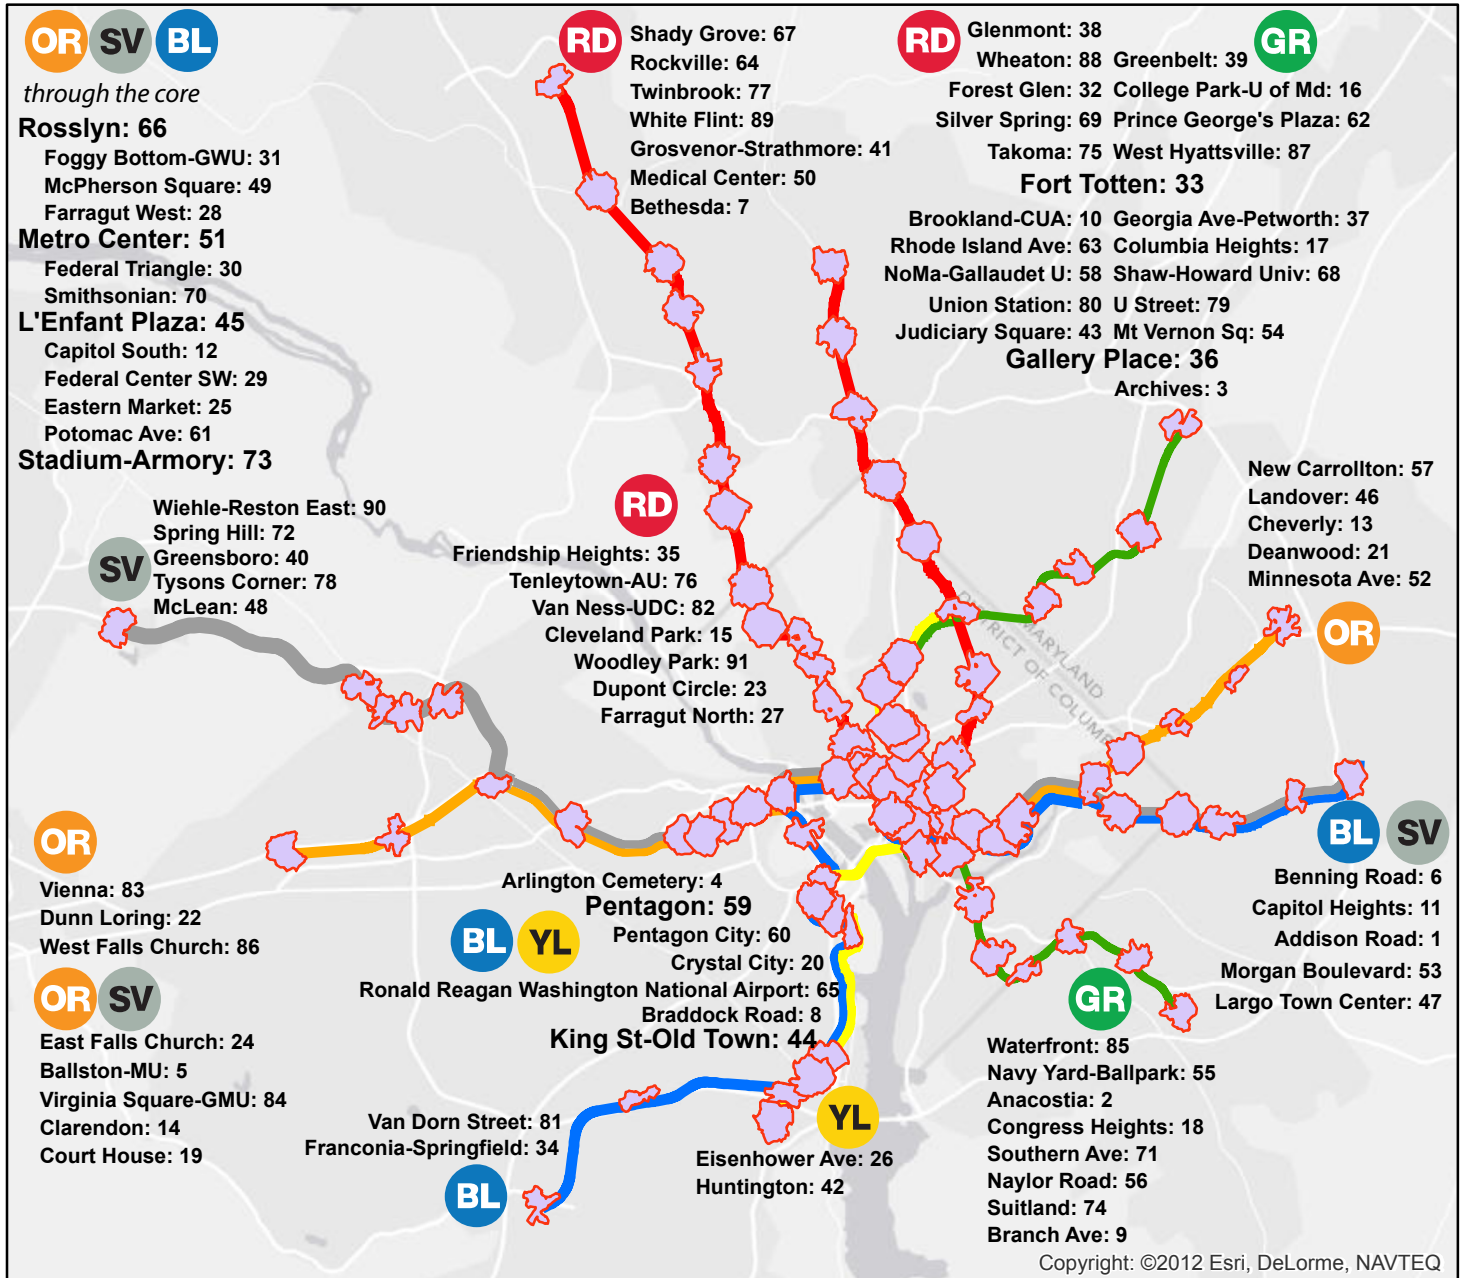 OR SV BL
through the core
Rosslyn: 66
Foggy Bottom-GWU: 31
McPherson Square: 49
Farragut West: 28
Metro Center: 51
Federal Triangle: 30
Smithsonian: 70
L'Enfant Plaza: 45
Capitol South: 12
Federal Center SW: 29
Eastern Market: 25
Potomac Ave: 61
Stadium-Armory: 73
RD
Shady Grove: 67
Rockville: 64
Twinbrook: 77
White Flint: 89
Grosvenor-Strathmore: 41
Medical Center: 50
Bethesda: 7
RD Glenmont: 38 GR
Wheaton: 88 Greenbelt: 39
Forest Glen: 32 College Park-U of Md: 16
Silver Spring: 69 Prince George's Plaza: 62
Takoma: 75 West Hyattsville: 87
Fort Totten: 33
Brookland-CUA: 10 Georgia Ave-Petworth: 37
Rhode Island Ave: 63 Columbia Heights: 17
NoMa-Gallaudet U: 58 Shaw-Howard Univ: 68
Union Station: 80 U Street: 79
Judiciary Square: 43 Mt Vernon Sq: 54
Gallery Place: 36
Archives: 3
SV
Wiehle-Reston East: 90
Spring Hill: 72
Greensboro: 40
Tysons Corner: 78
McLean: 48
RD
Friendship Heights: 35
Tenleytown-AU: 76
Van Ness-UDC: 82
Cleveland Park: 15
Woodley Park: 91
Dupont Circle: 23
Farragut North: 27
New Carrollton: 57
Landover: 46
Cheverly: 13
Deanwood: 21
Minnesota Ave: 52
OR
MARYLAND
DISTRICT OF COLUMB
OR
Vienna: 83
Dunn Loring: 22
West Falls Church: 86
OR SV
East Falls Church: 24
Ballston-MU: 5
Virginia Square-GMU: 84
Clarendon: 14
Court House: 19
Arlington Cemetery: 4
Pentagon: 59
BL YL
Pentagon City: 60
Crystal City: 20
Ronald Reagan Washington National Airport: 65
Braddock Road: 8
King St-Old Town: 44
Van Dorn Street: 81
Franconia-Springfield: 34
BL
YL
Eisenhower Ave: 26
Huntington: 42
BL SV
Benning Road: 6
Capitol Heights: 11
Addison Road: 1
Morgan Boulevard: 53
Largo Town Center: 47
GR
Waterfront: 85
Navy Yard-Ballpark: 55
Anacostia: 2
Congress Heights: 18
Southern Ave: 71
Naylor Road: 56
Suitland: 74
Branch Ave: 9
Copyright: ©2012 Esri, DeLorme, NAVTEQ